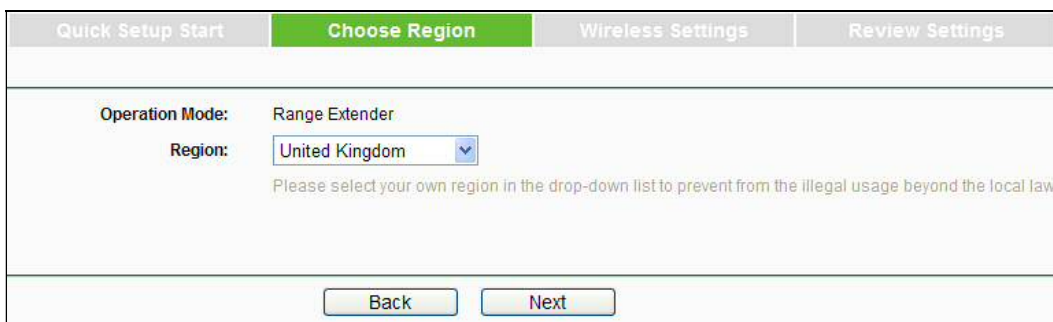 Quick Setup Start Choose Region Wireless Settings Review Settings
Operation Mode: Range Extender
Region: United Kingdom
Please select your own region in the drop-down list to prevent from the illegal usage beyond the local law
Back Next